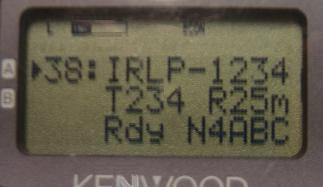 A ▶38: IRLP-1234
B T234 R25m
Rdy N4ABC
KENWOOD